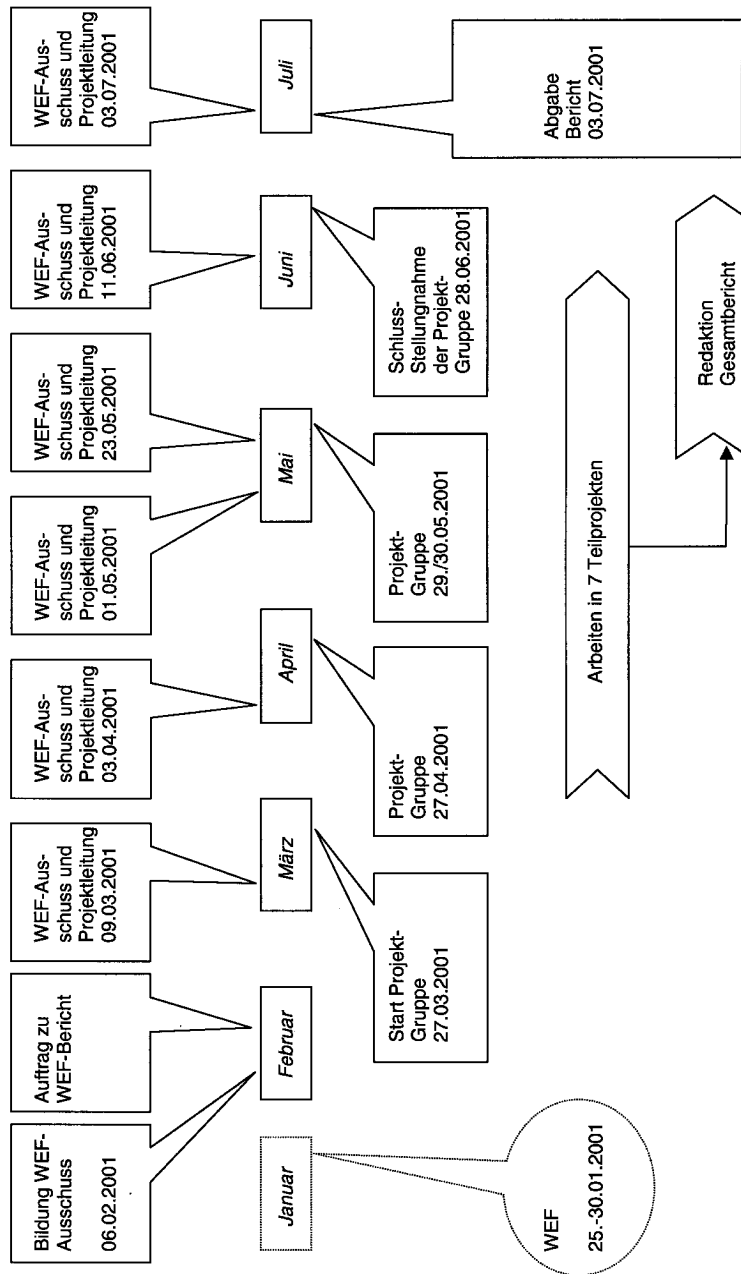 Bildung WEF-
Ausschuss
06.02.2001
Auftrag zu
WEF-Bericht
WEF-Aus-
schuss und
Projektleitung
09.03.2001
WEF-Aus-
schuss und
Projektleitung
03.04.2001
WEF-Aus-
schuss und
Projektleitung
01.05.2001
WEF-Aus-
schuss und
Projektleitung
23.05.2001
WEF-Aus-
schuss und
Projektleitung
11.06.2001
WEF-Aus-
schuss und
Projektleitung
03.07.2001
Januar
Februar
März
April
Mai
Juni
Juli
WEF
25.-30.01.2001
Start Projekt-
Gruppe
27.03.2001
Projekt-
Gruppe
27.04.2001
Projekt-
Gruppe
29./30.05.2001
Schluss-
Stellungnahme
der Projekt-
Gruppe 28.06.2001
Abgabe
Bericht
03.07.2001
Arbeiten in 7 Teilprojekten
Redaktion
Gesamtbericht